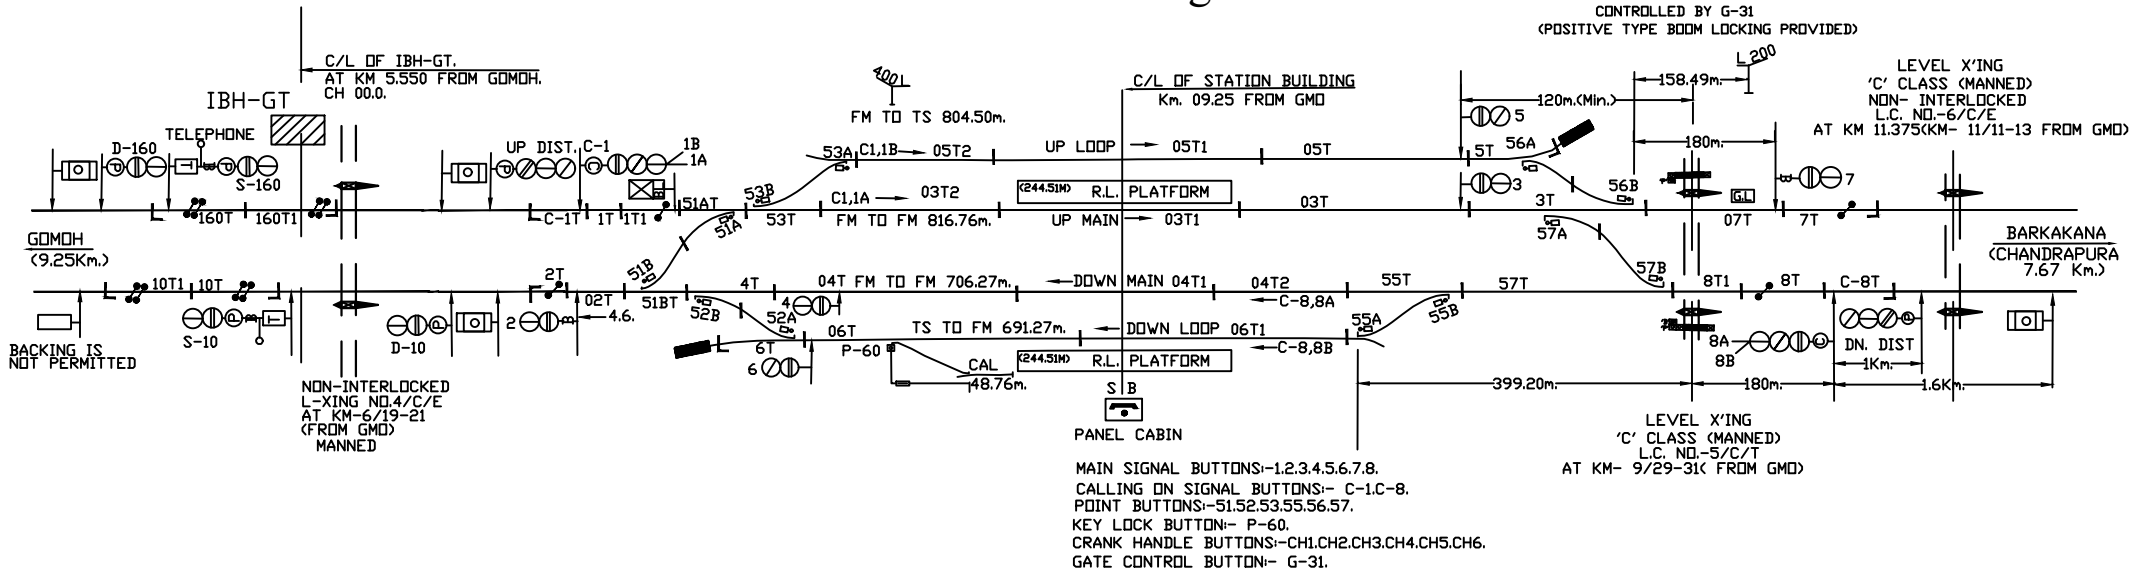 CONTROLLED BY G-31
(POSITIVE TYPE BOOM LOCKING PROVIDED)
C/L OF IBH-GT.
AT KM 5.550 FROM GOMOH.
CH 00.0.
IBH-GT
TELEPHONE
400 L
FM TO TS 804.50m.
C/L OF STATION BUILDING
Km. 09.25 FROM GMO
L 200
158.49m.
120m.(Min.)
180m.
LEVEL X'ING
'C' CLASS (MANNED)
NON- INTERLOCKED
L.C. NO.-6/C/E
AT KM 11.375(KM- 11/11-13 FROM GMO)
D-160
P
T
B
P
S-160
UP DIST.
P
C-1
C
1B
1A
B
53A
C1,1B
05T2
UP LOOP
05T1
05T
5T
5
56A
53B
C1,1A
03T2
(244.51M)
R.L. PLATFORM
3
56B
G.L
B
7
160T
160T1
C-1T
1T
1T1
51AT
51A
53T
FM TO FM 816.76m.
UP MAIN
03T1
03T
3T
57A
07T
7T
GOMOH
(9.25Km.)
BARKAKANA
(CHANDRAPURA
7.67 Km.)
10T1
10T
2T
02T
51B
51BT
4T
04T
FM TO FM 706.27m.
DOWN MAIN
04T1
04T2
55T
57T
57B
8T1
8T
C-8T
C-8,8A
S-10
P
B
T
D-10
P
2
B
4.6.
52B
4
52A
06T
TS TO FM 691.27m.
DOWN LOOP
06T1
55A
55B
C-8,8B
6T
6
P-60
CAL
48.76m.
(244.51M)
R.L. PLATFORM
8A
8B
C
P
DN. DIST
1Km.
399.20m.
180m.
1.6Km.
BACKING IS
NOT PERMITTED
NON-INTERLOCKED
L-XING NO.4/C/E
AT KM-6/19-21
(FROM GMO)
MANNED
S B
PANEL CABIN
LEVEL X'ING
'C' CLASS (MANNED)
L.C. NO.-5/C/T
AT KM- 9/29-31( FROM GMO)
MAIN SIGNAL BUTTONS:-1.2.3.4.5.6.7.8.
CALLING ON SIGNAL BUTTONS:- C-1.C-8.
POINT BUTTONS:-51.52.53.55.56.57.
KEY LOCK BUTTON:- P-60.
CRANK HANDLE BUTTONS:-CH1.CH2.CH3.CH4.CH5.CH6.
GATE CONTROL BUTTON:- G-31.